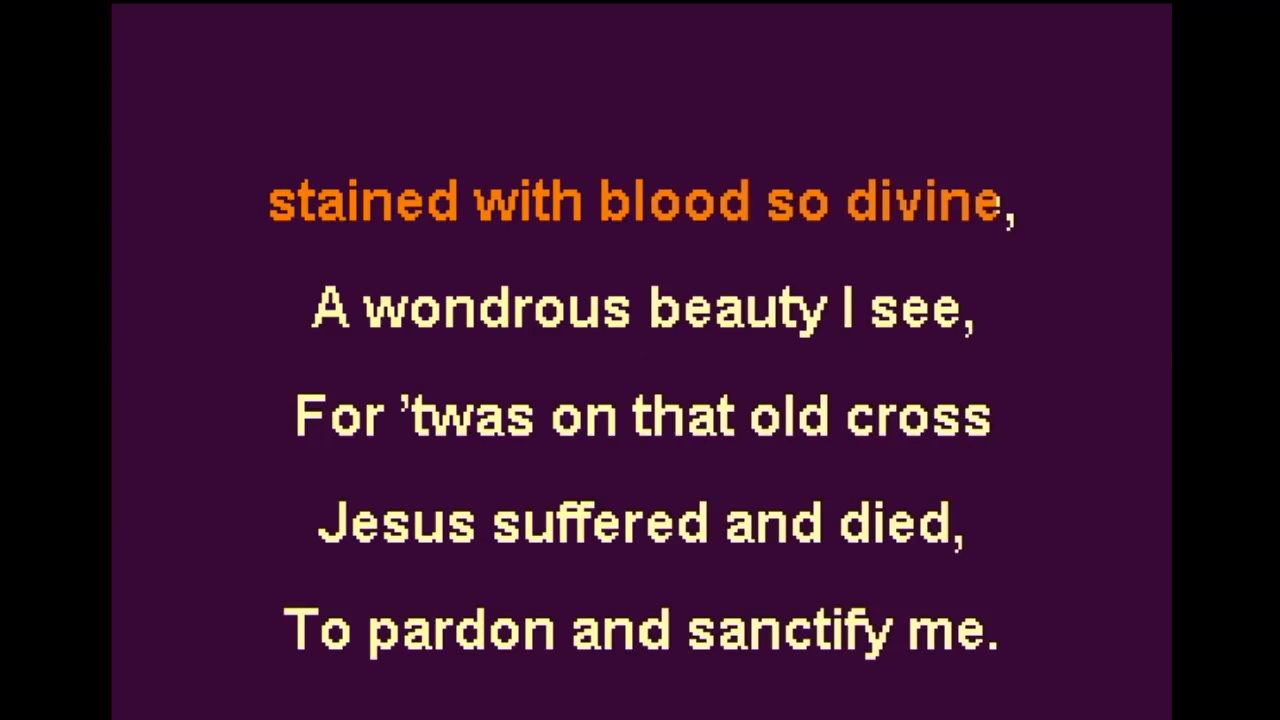 stained with blood so divine,
A wondrous beauty I see,
For ’twas on that old cross
Jesus suffered and died,
To pardon and sanctify me.